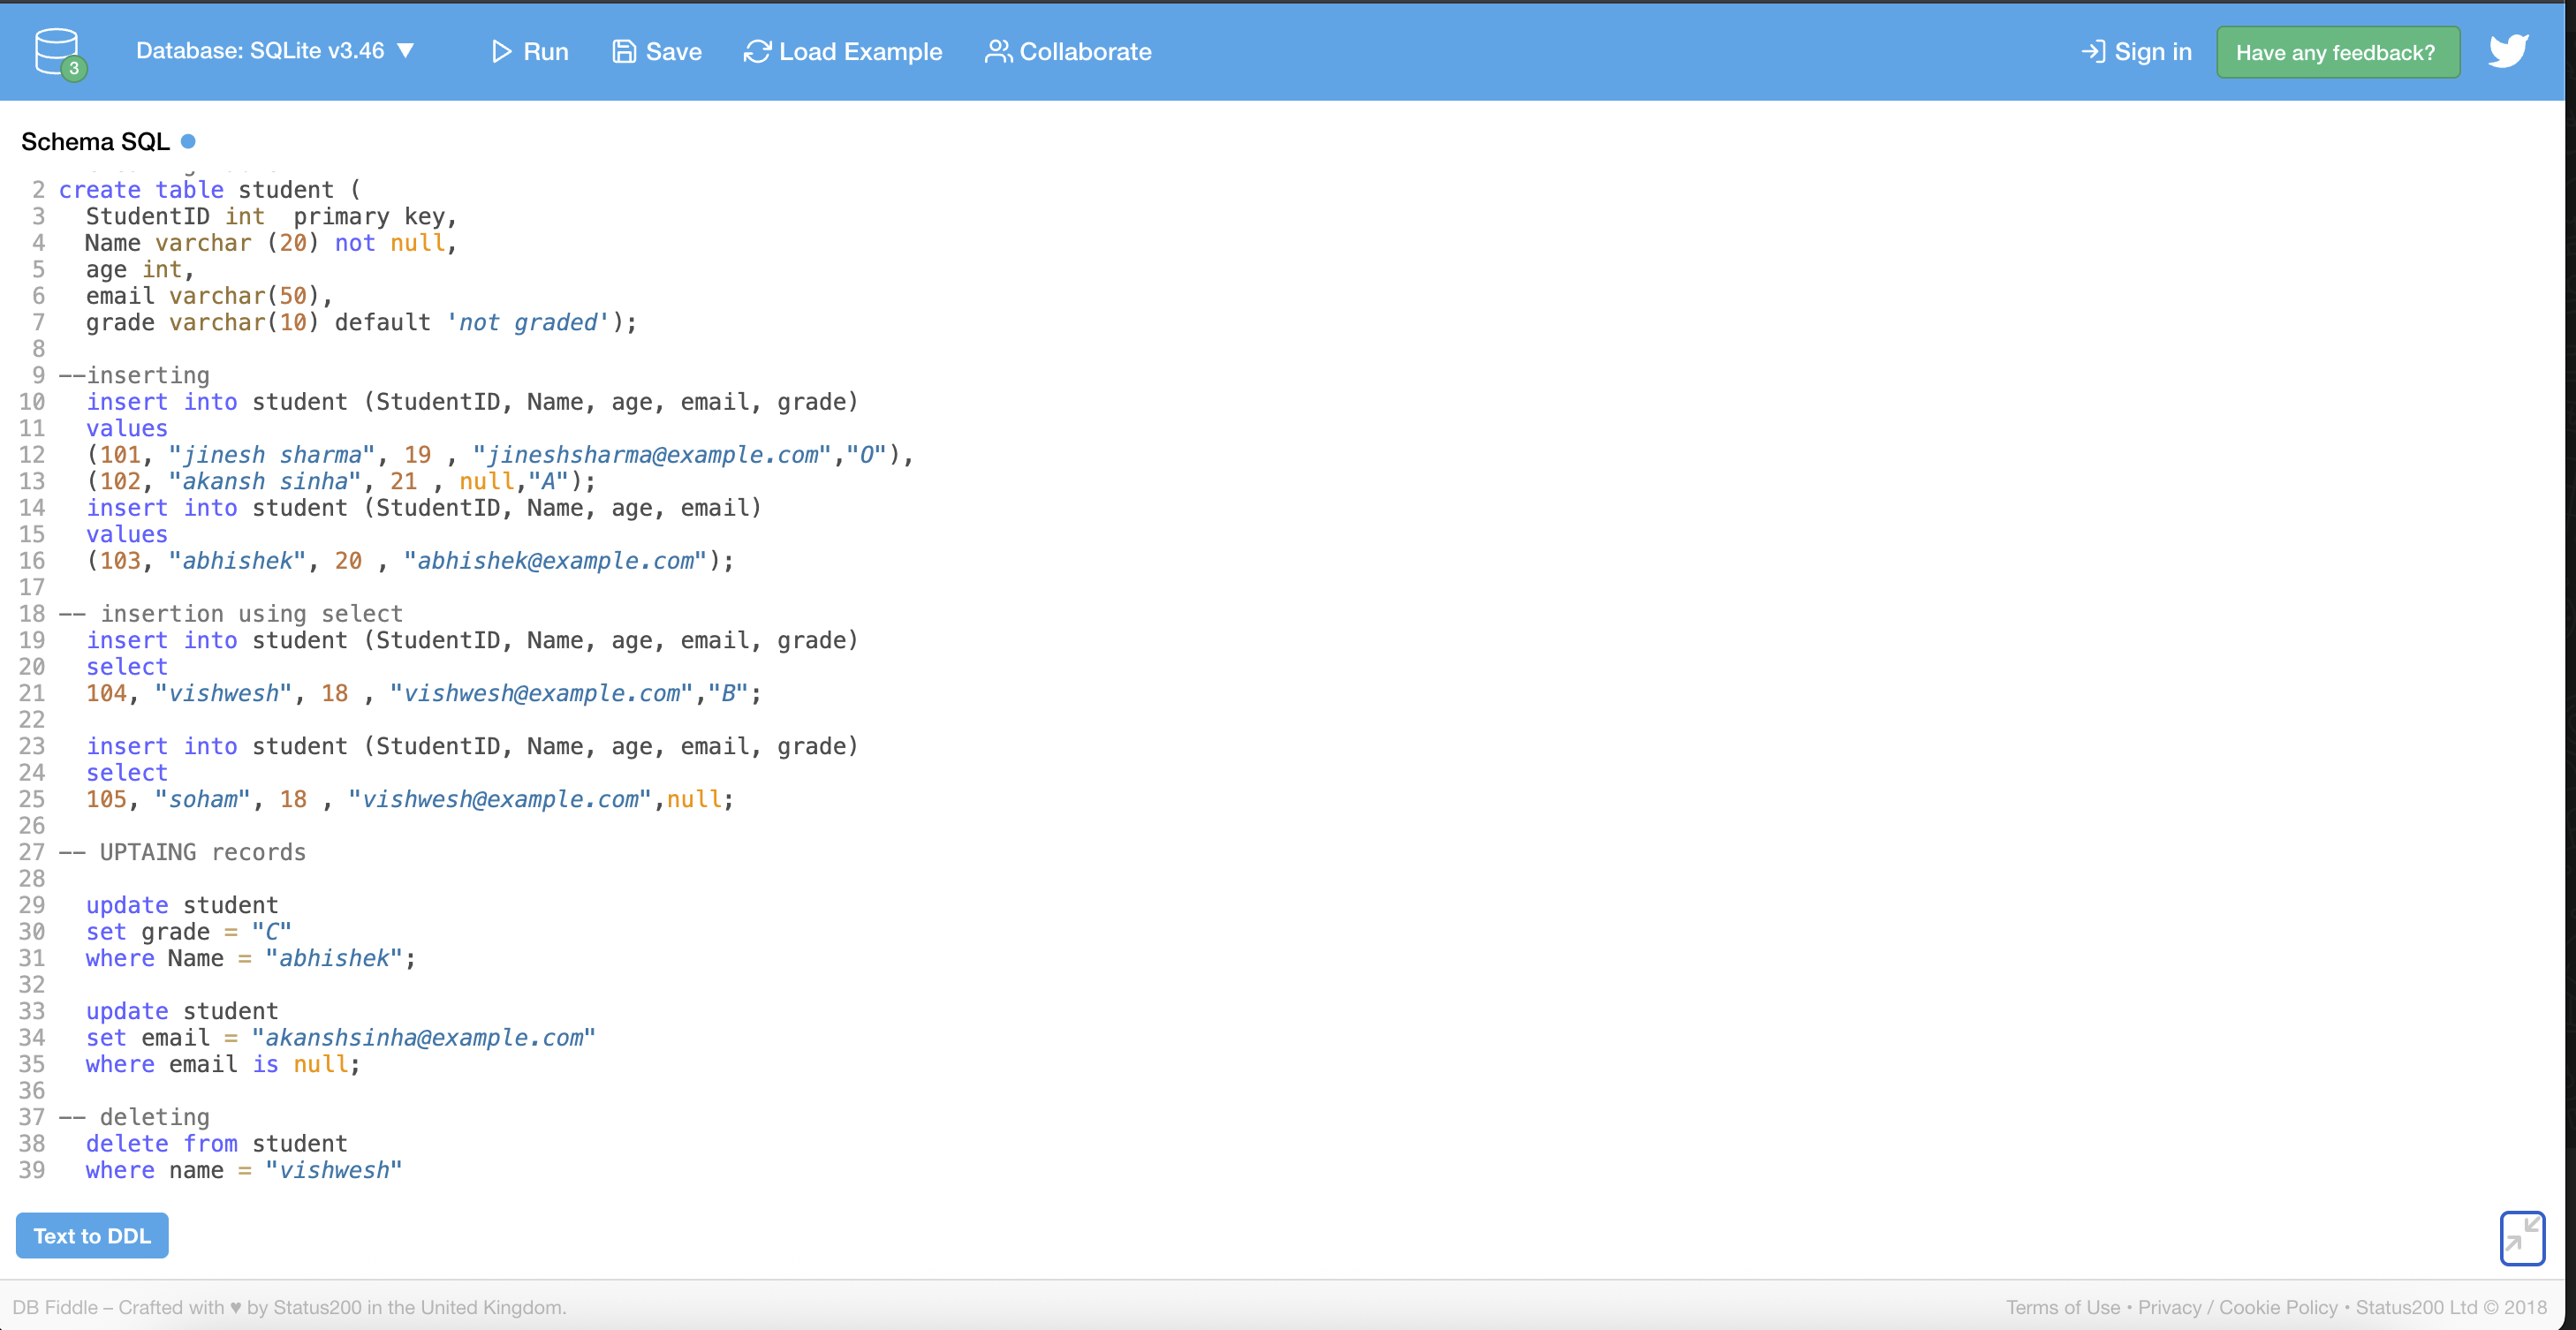 3
Database: SQLite v3.46 ▼
Run
Save
Load Example
Collaborate
Sign in
Have any feedback?
Schema SQL
2 create table student (
3 StudentID int  primary key,
4 Name varchar (20) not null,
5 age int,
6 email varchar(50),
7 grade varchar(10) default 'not graded');
8
9 --inserting
10 insert into student (StudentID, Name, age, email, grade)
11 values
12 (101, "jinesh sharma", 19 , "jineshsharma@example.com","O"),
13 (102, "akansh sinha", 21 , null,"A");
14 insert into student (StudentID, Name, age, email)
15 values
16 (103, "abhishek", 20 , "abhishek@example.com");
17
18 -- insertion using select
19 insert into student (StudentID, Name, age, email, grade)
20 select
21 104, "vishwesh", 18 , "vishwesh@example.com","B";
22
23 insert into student (StudentID, Name, age, email, grade)
24 select
25 105, "soham", 18 , "vishwesh@example.com",null;
26
27 -- UPTAING records
28
29 update student
30 set grade = "C"
31 where Name = "abhishek";
32
33 update student
34 set email = "akanshsinha@example.com"
35 where email is null;
36
37 -- deleting
38 delete from student
39 where name = "vishwesh"
Text to DDL
DB Fiddle – Crafted with ♥ by Status200 in the United Kingdom.
Terms of Use • Privacy / Cookie Policy • Status200 Ltd © 2018